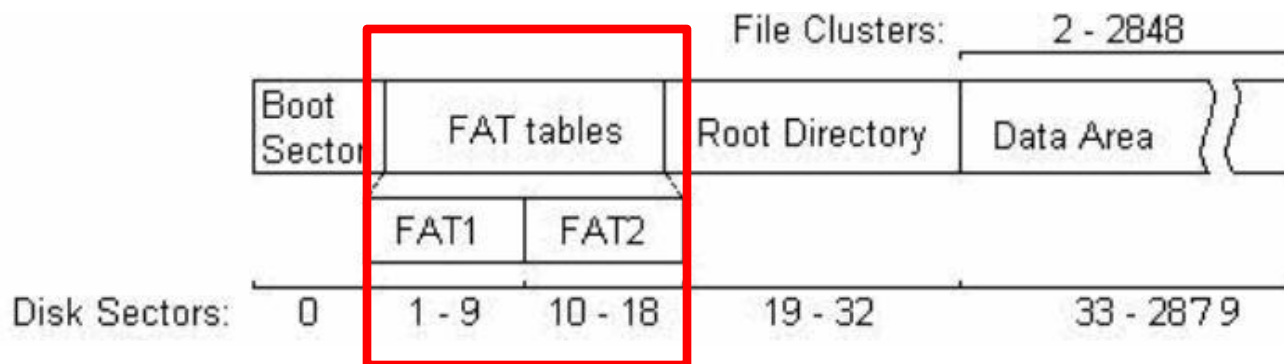 File Clusters: 2 - 2848
Boot Sector
FAT tables
Root Directory
Data Area
FAT1 FAT2
Disk Sectors: 0 1 - 9 10 - 18 19 - 32 33 - 2879